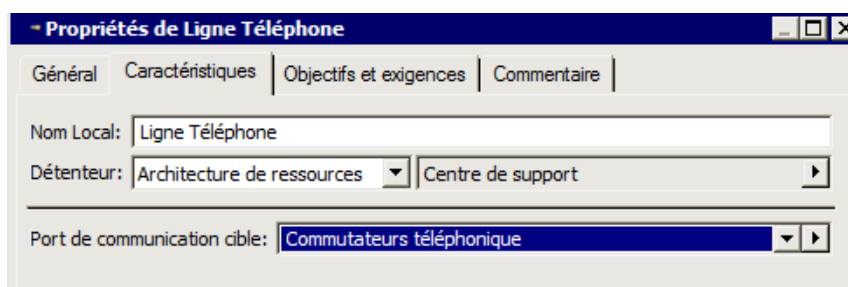 Propriétés de Ligne Téléphone
Général Caractéristiques Objectifs et exigences Commentaire
Nom Local: Ligne Téléphone
Détenteur: Architecture de ressources Centre de support
Port de communication cible: Commutateurs téléphonique